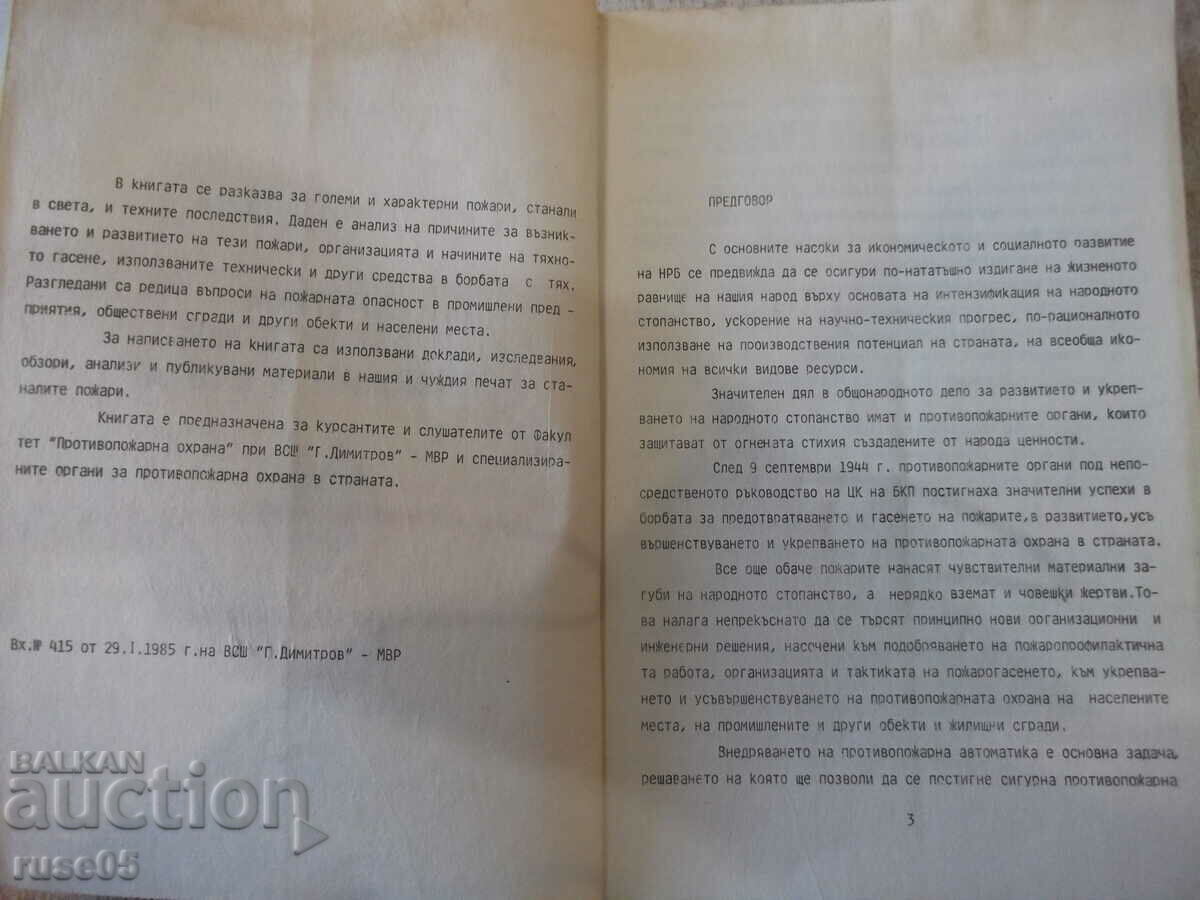 В книгата се разказва за големи и характерни пожари, станали
в света, и техните последствия. Даден е анализ на причините за възник-
ването и развитието на тези пожари, организацията и начините на тяхно-
то гасене, използваните технически и други средства в борбата с тях.
Разгледани са редица въпроси на пожарната опасност в промишлени пред -
приятия, обществени сгради и други обекти и населени места.
За написването на книгата са използвани доклади, изследвания,
обзори, анализи и публикувани материали в нашия и чуждия печат за ста-
налите пожари.
Книгата е предназначена за курсантите и слушателите от Факул
тет "Противопожарна охрана" при ВСШ "Г.Димитров" - МВР и специализира-
ните органи за противопожарна охрана в страната.
Вх.№ 415 от 29.I.1985 г.на ВСШ "Г.Димитров" - МВР
ПРЕДГОВОР
С основните насоки за икономическото и социалното развитие
на НРБ се предвижда да се осигури по-нататъшно издигане на жизненото
равнище на нашия народ върху основата на интензификация на народното
стопанство, ускорение на научно-техническия прогрес, по-рационалното
използване на производствения потенциал на страната, на всеобща ико-
номия на всички видове ресурси.
Значителен дял в общонародното дело за развитието и укреп-
ването на народното стопанство имат и противопожарните органи, които
защитават от огнената стихия създадените от народа ценности.
След 9 септември 1944 г. противопожарните органи под непо-
средственото ръководство на ЦК на БКП постигнаха значителни успехи в
борбата за предотвратяването и гасенето на пожарите,в развитието,усъ
вършенствуването и укрепването на противопожарната охрана в страната.
Все още обаче пожарите нанасят чувствителни материални за-
губи на народното стопанство, а нерядко вземат и човешки жертви.То-
ва налага непрекъснато да се търсят принципно нови организационни и
инженерни решения, насочени към подобряването на пожаропрофилактична
та работа, организацията и тактиката на пожарогасенето, към укрепва-
нето и усъвършенствуването на противопожарната охрана на населените
места, на промишлените и други обекти и жилищни сгради.
Внедряването на противопожарна автоматика е основна задача,
решаването на която ще позволи да се постигне сигурна противопожарна
3
BALKAN
auction
ruse05